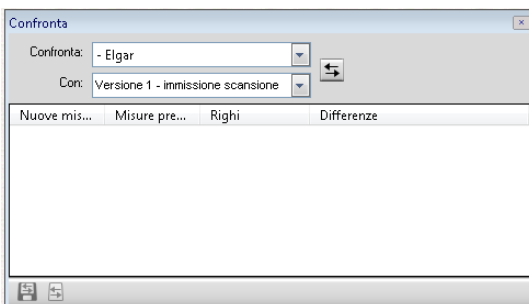 Confronta
Confronta: - Elgar
Con: Versione 1 - immissione scansione
Nuove mis... Misure pre... Righi Differenze